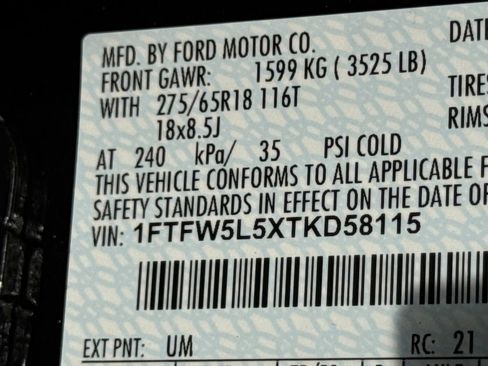 MFD. BY FORD MOTOR CO.
DAT
FRONT GAWR: 1599 KG ( 3525 LB)
WITH 275/65R18 116T
TIRES
18x8.5J
RIMS
AT 240 kPa/ 35 PSI COLD
THIS VEHICLE CONFORMS TO ALL APPLICABLE F
SAFETY STANDARDS IN EFFECT ON THE DATE OF
VIN: 1FTFW5L5XTKD58115
EXT PNT: UM
RC: 21